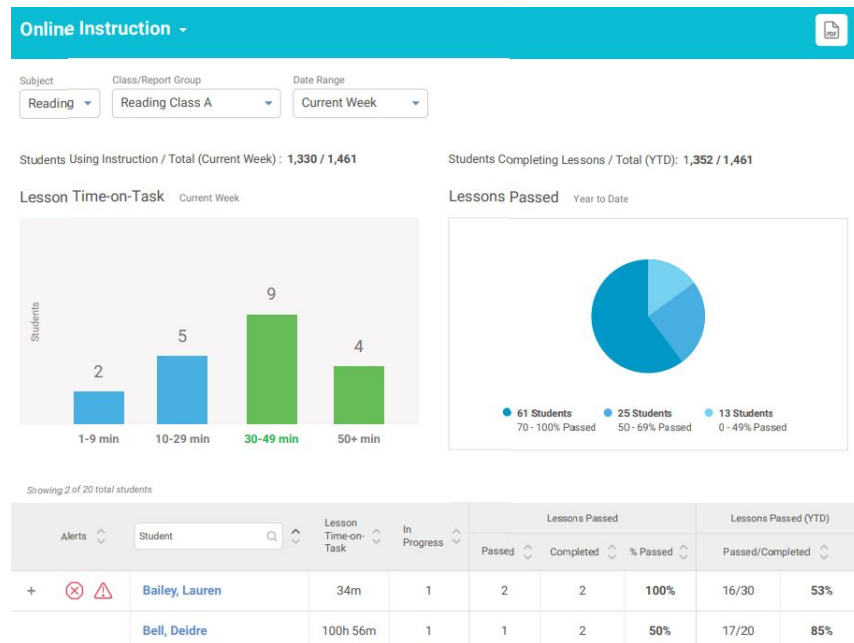 Online Instruction
PDF
Subject
Class/Report Group
Date Range
Reading
Reading Class A
Current Week
Students Using Instruction / Total (Current Week) : 1,330 / 1,461
Students Completing Lessons / Total (YTD): 1,352 / 1,461
Lesson Time-on-Task Current Week
Lessons Passed Year to Date
Students
2
5
9
4
1-9 min
10-29 min
30-49 min
50+ min
61 Students
70 - 100% Passed
25 Students
50 - 69% Passed
13 Students
0 - 49% Passed
Showing 2 of 20 total students
Alerts
Student
Lesson
Time-on-
Task
In
Progress
Lessons Passed
Passed
Completed
% Passed
Lessons Passed (YTD)
Passed/Completed
+ Bailey, Lauren 34m 1 2 2 100% 16/30 53%
Bell, Deidre 100h 56m 1 1 2 50% 17/20 85%